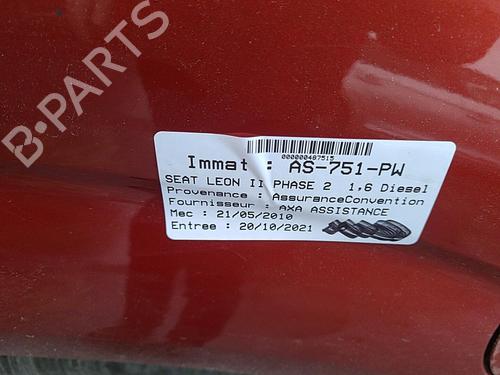 B-PARTS
000000487515
Immat : AS-751-PW
SEAT LEON II PHASE 2 1.6 Diesel
Provenance : AssuranceConvention
Fournisseur : AXA ASSISTANCE
Mec : 21/05/2010
Entree : 20/10/2021